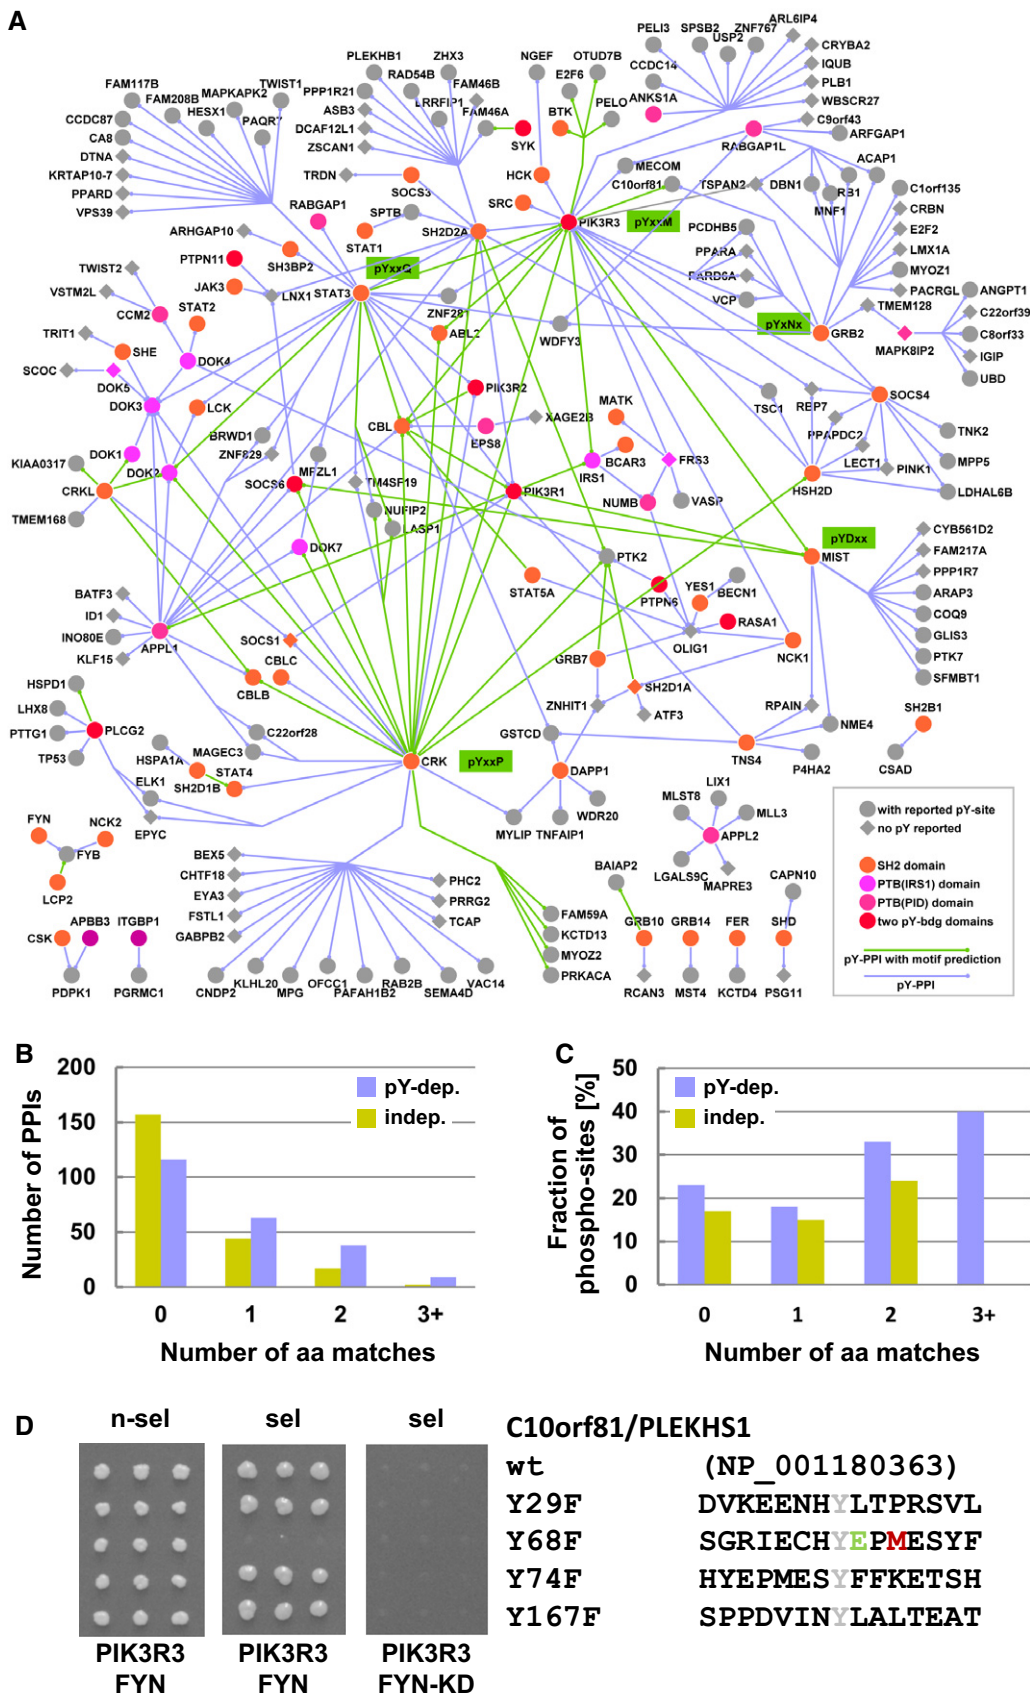 A
PELI3 SPSB2 ZNF767 ARL6IP4
USP2
CRYBA2
CCDC14
IQUB
PLB1
ANKS1A
WBSCR27
C9orf43
RABGAP1L
ARFGAP1
PLEKHB1 ZHX3 NGEF OTUD7B
RAD54B
PPP1R21
FAM46B
E2F6
LRRFIP1
ASB3
FAM46A
BTK
PELO
DCAF12L1
SYK
ZSCAN1
FAM117B
MAPKAPK2
TWIST1
FAM208B
HESX1
CCDC87
PAQR7
CA8
DTNA
KRTAP10-7
PPARD
VPS39
TRDN
SOCS3
HCK
MECOM
C10orf81
TSPAN2
DBN1
ACAP1
RB1
MNF1
C1orf135
CRBN
E2F2
LMX1A
MYOZ1
PACRGL
RABGAP1
SPTB
SRC
STAT1
SH2D2A
PIK3R3
pYxxM
PCDHB5
PPARA
PARD6A
VCP
ARHGAP10
PTPN11
SH3BP2
pYxxQ
JAK3
LNX1
STAT3
ZNF281
ABL2
WDFY3
pYxNx
GRB2
TMEM128
ANGPT1
C22orf39
C8orf33
IGIP
UBD
MAPK8IP2
TWIST2
VSTM2L
STAT2
CCM2
TRIT1
SHE
SCOC
DOK4
DOK5
DOK3
LCK
PIK3R2
MATK
XAGE2B
TSC1
RBP7
SOCS4
CBL
EPS8
BRWD1
ZNF829
DOK1
KIAA0317
DOK2
CRKL
TMEM168
MPZL1
SOCS6
TM4SF19
NUFIP2
LASP1
PIK3R1
BCAR3
IRS1
FRS3
NUMB
VASP
PPAPDC2
LECT1
PINK1
HSH2D
TNK2
MPP5
LDHAL6B
DOK7
pYDxx
MIST
CYB561D2
FAM217A
PPP1R7
ARAP3
COQ9
GLIS3
PTK7
SFMBT1
PTK2
STAT5A
PTPN6
YES1
BECN1
RASA1
OLIG1
NCK1
BATF3
ID1
INO80E
KLF15
APPL1
SOCS1
CBLC
CBLB
GRB7
SH2D1A
ZNHIT1
ATF3
RPAIN
NME4
SH2B1
HSPD1
LHX8
PTTG1
PLCG2
TP53
C22orf28
MAGEC3
HSPA1A
STAT4
SH2D1B
ELK1
EPYC
CRK
pYxxP
GSTCD
DAPP1
TNS4
P4HA2
CSAD
WDR20
MYLIP TNFAIP1
FYN
NCK2
FYB
LCP2
LIX1
MLST8
MLL3
APPL2
LGALS9C
MAPRE3
BAIAP2
CAPN10
BEX5
CHTF18
EYA3
FSTL1
GABPB2
PHC2
PRRG2
TCAP
FAM59A
KCTD13
MYOZ2
PRKACA
APBB3 ITGBP1
CSK
PDPK1
PGRMC1
CNDP2
KLHL20
MPG
OFCC1
PAFAH1B2
RAB2B
SEMA4D
VAC14
GRB10 GRB14 FER SHD
RCAN3 MST4 KCTD4 PSG11
with reported pY-site
no pY reported
SH2 domain
PTB(IRS1) domain
PTB(PID) domain
two pY-bdg domains
pY-PPI with motif prediction
pY-PPI
B
Number of PPIs
200
150
100
50
0
pY-dep.
indep.
0 1 2 3+
Number of aa matches
C
Fraction of
phospho-sites [%]
50
40
30
20
10
0
pY-dep.
indep.
0 1 2 3+
Number of aa matches
D
n-sel sel sel
PIK3R3 PIK3R3 PIK3R3
FYN FYN FYN-KD
C10orf81/PLEKHS1
wt (NP_001180363)
Y29F DVKEENHYLTPRSVL
Y68F SGRIECHYEPMESYF
Y74F HYEPMESYFFKETSH
Y167F SPPDVINYLALTEAT